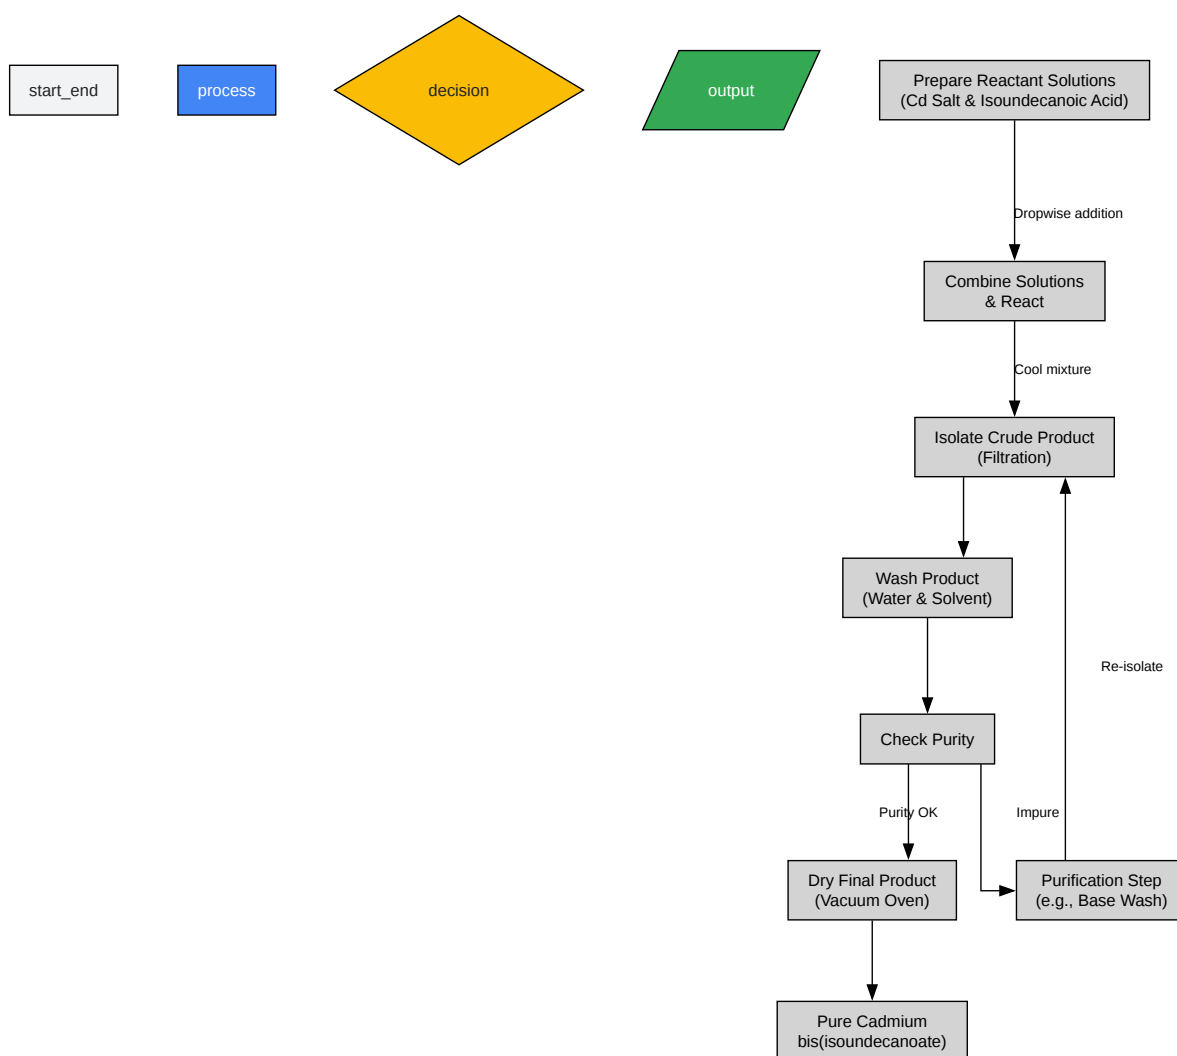 start_end
process
decision
output
Prepare Reactant Solutions
(Cd Salt & Isoundecanoic Acid)
Dropwise addition
Combine Solutions
& React
Cool mixture
Isolate Crude Product
(Filtration)
Wash Product
(Water & Solvent)
Re-isolate
Check Purity
Purity OK
Impure
Dry Final Product
(Vacuum Oven)
Purification Step
(e.g., Base Wash)
Pure Cadmium
bis(isoundecanoate)